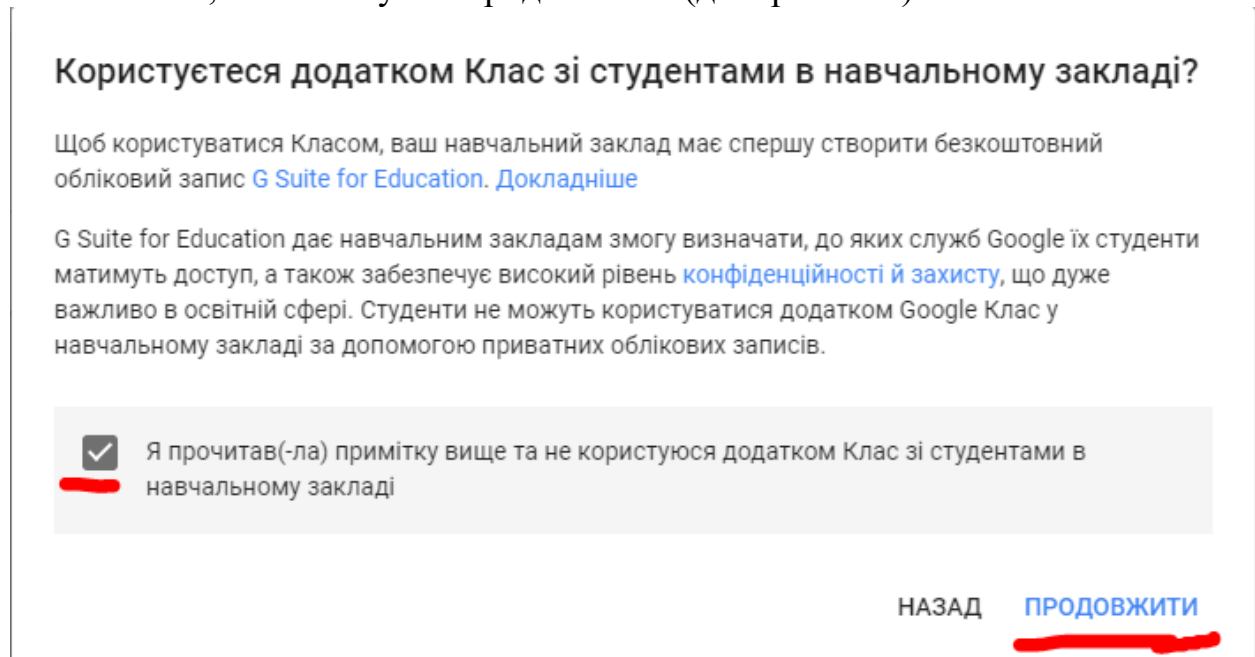 Користуєтеся додатком Клас зі студентами в навчальному закладі?
Щоб користуватися Класом, ваш навчальний заклад має спершу створити безкоштовний
обліковий запис G Suite for Education. Докладніше
G Suite for Education дає навчальним закладам змогу визначати, до яких служб Google їх студенти
матимуть доступ, а також забезпечує високий рівень конфіденційності й захисту, що дуже
важливо в освітній сфері. Студенти не можуть користуватися додатком Google Клас у
навчальному закладі за допомогою приватних облікових записів.
Я прочитав(-ла) примітку вище та не користуюся додатком Клас зі студентами в
навчальному закладі
НАЗАД ПРОДОВЖИТИ